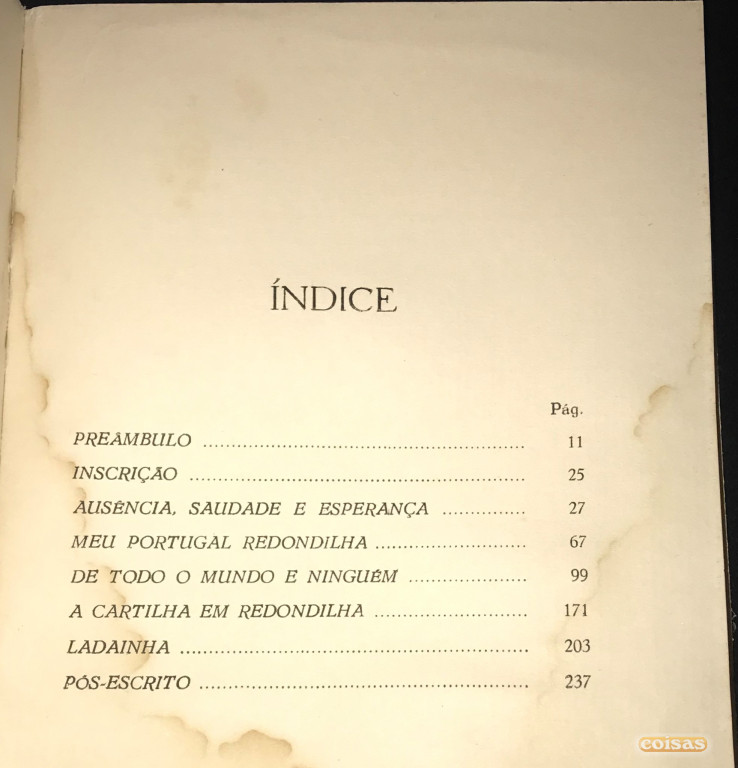 ÍNDICE
Pág.
PREÂMBULO ........................................................ 11
INSCRIÇÃO .......................................................... 25
AUSÊNCIA, SAUDADE E ESPERANÇA .............. 27
MEU PORTUGAL REDONDILHA .......................... 67
DE TODO O MUNDO E NINGUÉM .................... 99
A CARTILHA EM REDONDILHA .......................... 171
LADAINHA ............................................................ 203
PÓS-ESCRITO ........................................................ 237
coisas